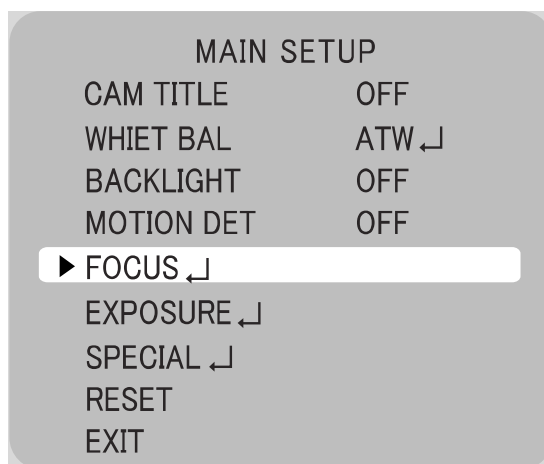 MAIN SETUP
CAM TITLE OFF
WHIET BAL ATW↵
BACKLIGHT OFF
MOTION DET OFF
▶ FOCUS↵
EXPOSURE↵
SPECIAL↵
RESET
EXIT